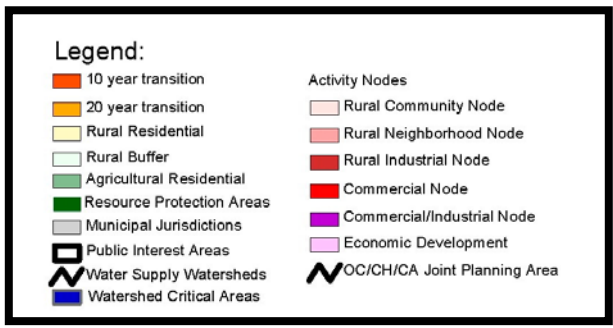 Legend:
10 year transition
20 year transition
Rural Residential
Rural Buffer
Agricultural Residential
Resource Protection Areas
Municipal Jurisdictions
Public Interest Areas
Water Supply Watersheds
Watershed Critical Areas
Activity Nodes
Rural Community Node
Rural Neighborhood Node
Rural Industrial Node
Commercial Node
Commercial/Industrial Node
Economic Development
OC/CH/CA Joint Planning Area